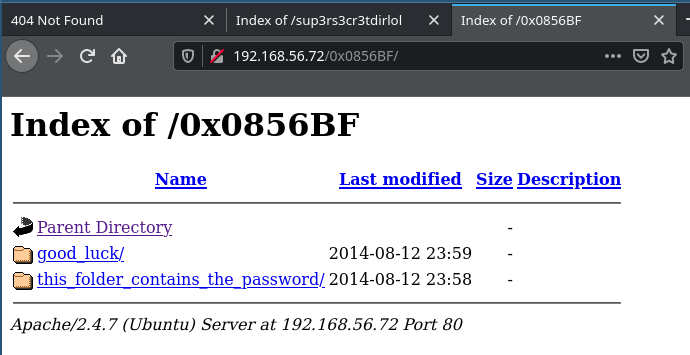 404 Not Found
Index of /sup3rs3cr3tdirlol
Index of /0x0856BF
192.168.56.72/0x0856BF/
Index of /0x0856BF
Name Last modified Size Description
Parent Directory -
good_luck/ 2014-08-12 23:59 -
this_folder_contains_the_password/ 2014-08-12 23:58 -
Apache/2.4.7 (Ubuntu) Server at 192.168.56.72 Port 80